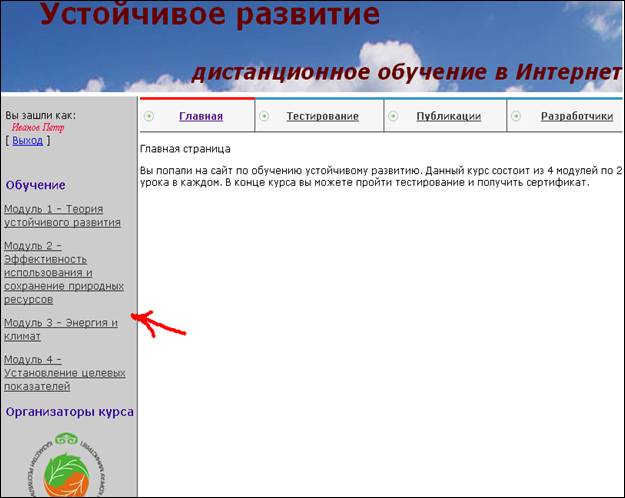 Устойчивое развитие
дистанционное обучение в Интернет
Вы зашли как:
Иванов Петр
[ Выход ]
Главная
Тестирование
Публикации
Разработчики
Обучение
Модуль 1 - Теория
устойчивого развития
Модуль 2 -
Эффективность
использования и
сохранение природных
ресурсов
Модуль 3 - Энергия и
климат
Модуль 4 -
Установление целевых
показателей
Организаторы курса
Главная страница
Вы попали на сайт по обучению устойчивому развитию. Данный курс состоит из 4 модулей по 2
урока в каждом. В конце курса вы можете пройти тестирование и получить сертификат.